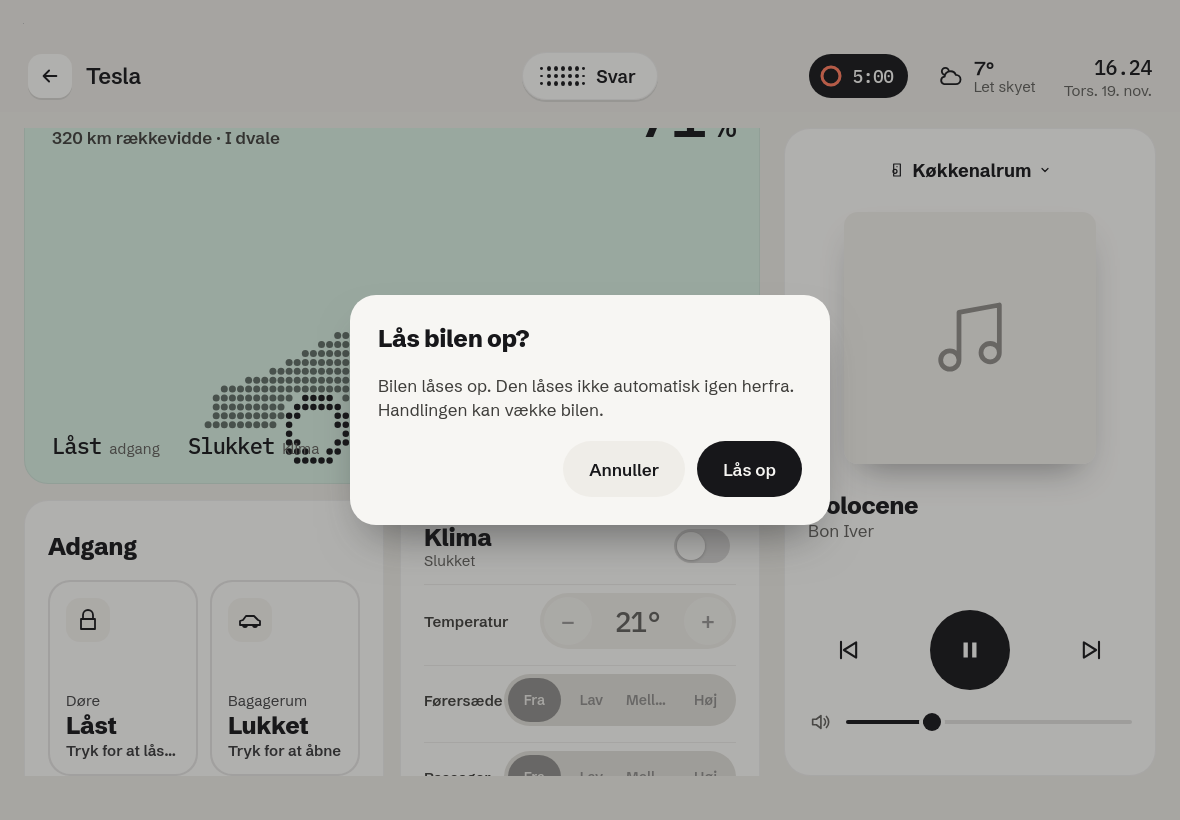 Tesla
Svar
5:00
7°
Let skyet
16.24
Tors. 19. nov.
320 km rækkevidde · I dvale
%
Køkkenalrum
Lås bilen op?
Bilen låses op. Den låses ikke automatisk igen herfra.
Handlingen kan vække bilen.
Annuller
Lås op
Låst adgang
Slukket klima
olocene
Bon Iver
Adgang
Døre
Låst
Tryk for at lås...
Bagagerum
Lukket
Tryk for at åbne
Klima
Slukket
Temperatur
− 21° +
Førersæde
Fra
Lav
Mell...
Høj